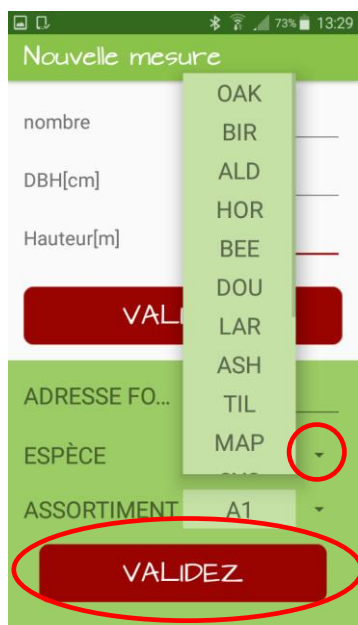 73% 13:29
Nouvelle mesure
nombre
DBH[cm]
Hauteur[m]
OAK
BIR
ALD
HOR
BEE
DOU
LAR
ASH
TIL
MAP
VALI
ADRESSE FO...
ESPÈCE
ASSORTIMENT A1
VALIDEZ